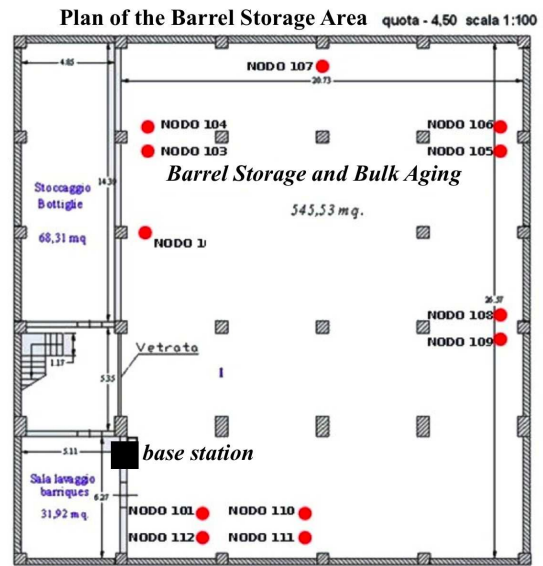 Plan of the Barrel Storage Area quota - 4,50 scala 1:100
NODO 107
4.85
20.73
NODO 104
NODO 106
NODO 103
NODO 105
Barrel Storage and Bulk Aging
Stoccaggio
Bottiglie
545,53 mq.
68,31 mq
NODO 1
26.57
NODO 108
NODO 109
Vetrata
1.17
5.35
I
5.11
base station
Sala lavaggio
barriques
6.27
31,92 mq.
NODO 101
NODO 110
NODO 112
NODO 111